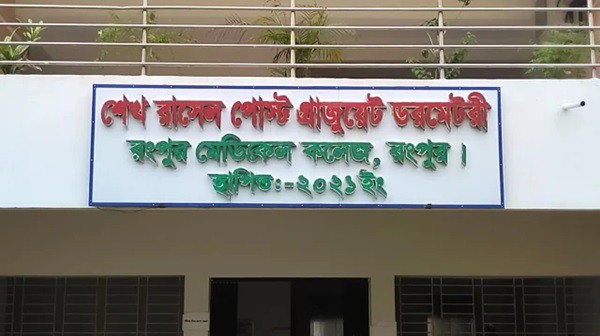 শেখ রাসেল পোস্ট গ্রাজুয়েট ডরমেটরী
রংপুর মেডিকেল কলেজ, রংপুর।
স্থাপিত:-২০২১ইং